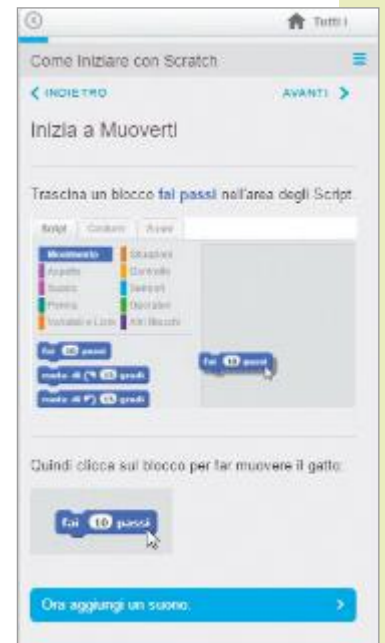 Tutti i
Come Iniziare con Scratch
INDIETRO AVANTI
Inizia a Muoverti
Trascina un blocco fai passi nell'area degli Script.
Script Costumi Suoni
Movimento Situazioni
Aspetto Controllo
Suono Sensori
Penna Operatori
Variabili e Liste Altri Blocchi
fai 10 passi
fai 10 passi
ruota di 15 gradi
ruota di 15 gradi
Quindi clicca sul blocco per far muovere il gatto:
fai 10 passi
Ora aggiungi un suono.